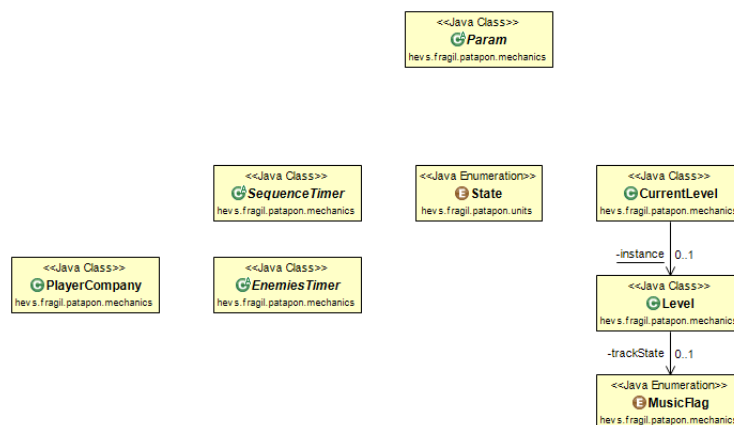 <<Java Class>>
Param
hevs.fragil.patapon.mechanics
<<Java Class>>
SequenceTimer
hevs.fragil.patapon.mechanics
<<Java Enumeration>>
State
hevs.fragil.patapon.units
<<Java Class>>
CurrentLevel
hevs.fragil.patapon.mechanics
-instance 0..1
<<Java Class>>
PlayerCompany
hevs.fragil.patapon.mechanics
<<Java Class>>
EnemiesTimer
hevs.fragil.patapon.mechanics
<<Java Class>>
Level
hevs.fragil.patapon.mechanics
-trackState 0..1
<<Java Enumeration>>
MusicFlag
hevs.fragil.patapon.mechanics